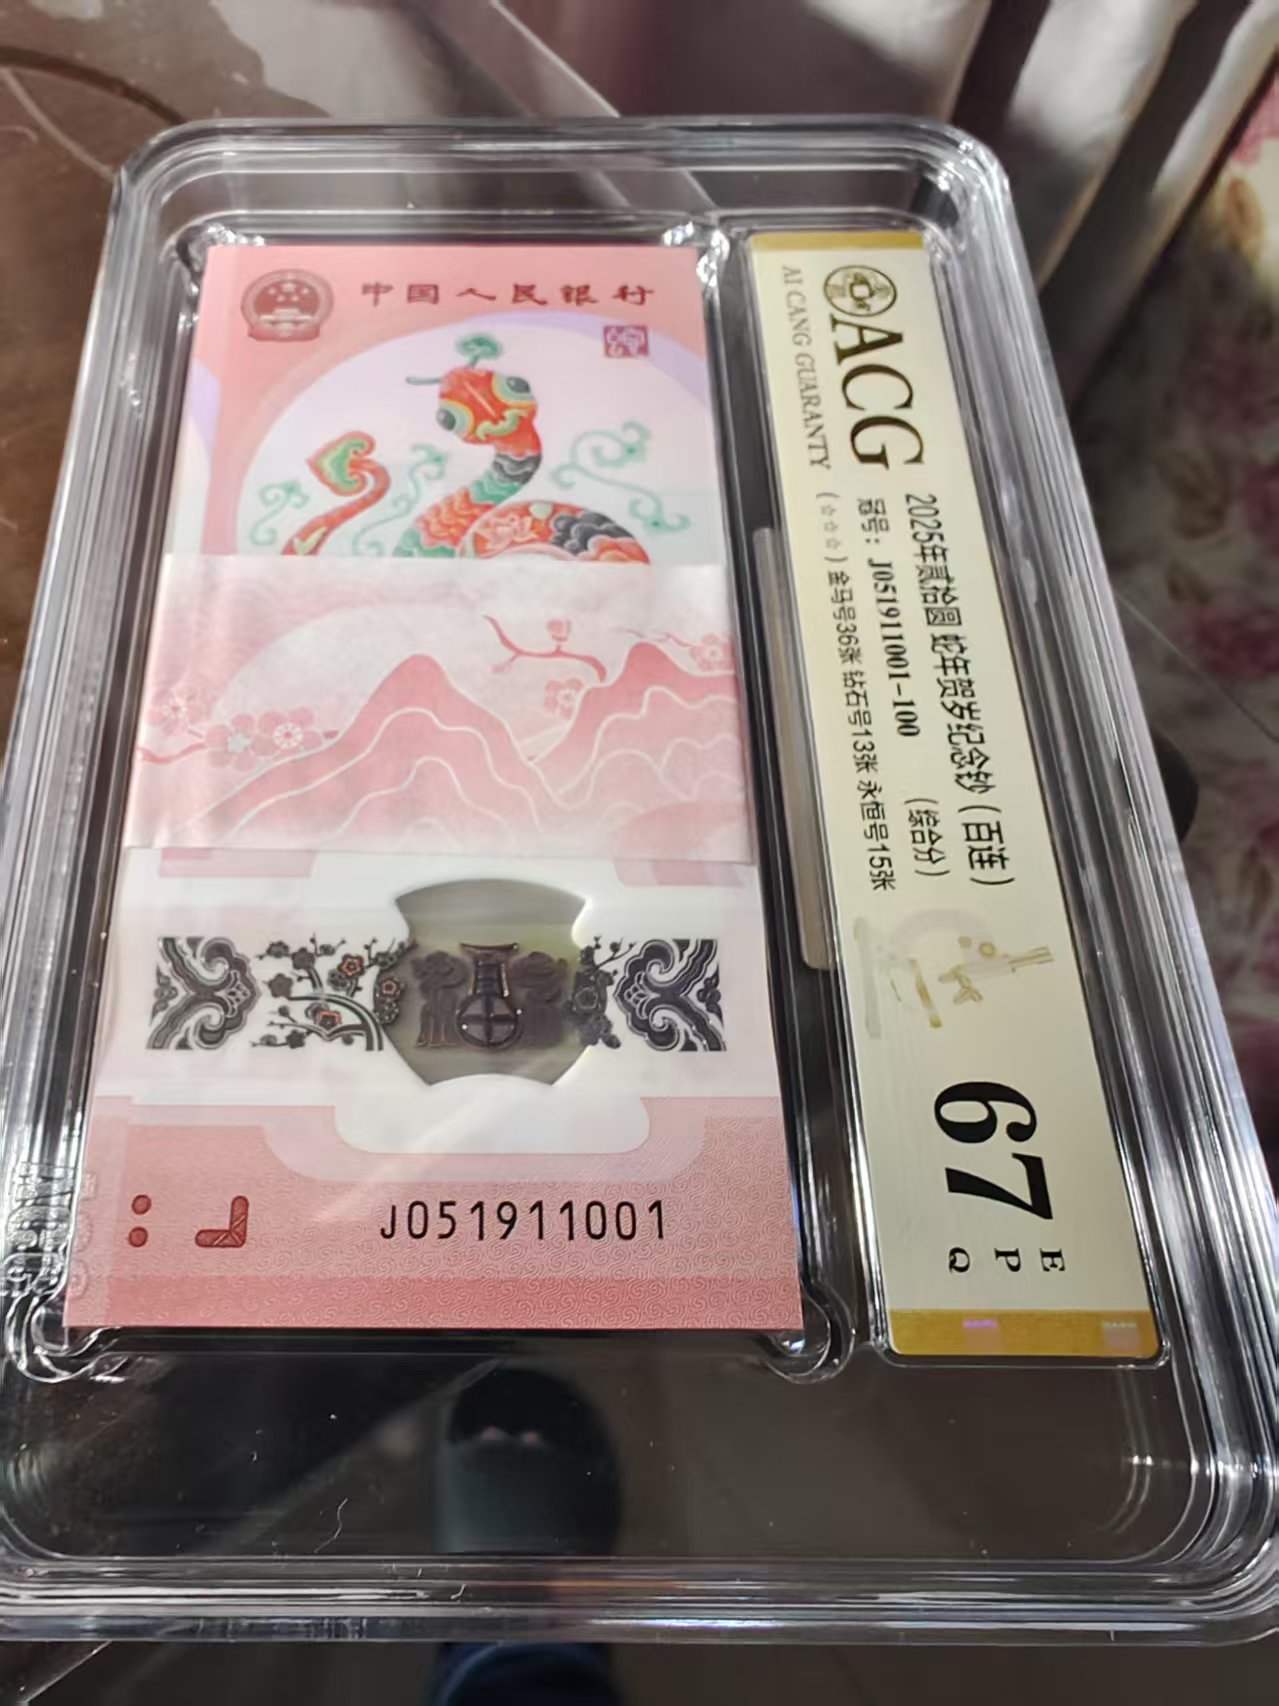 中国人民银行
J051911001
ACG
AI CANG GUARANTY
2025年贰拾圆 蛇年贺岁纪念钞（百连）
冠号：J051911001-100 （综合分）
（☆☆☆）金马号36张 钻石号13张 永恒号15张
67
E
P
Q